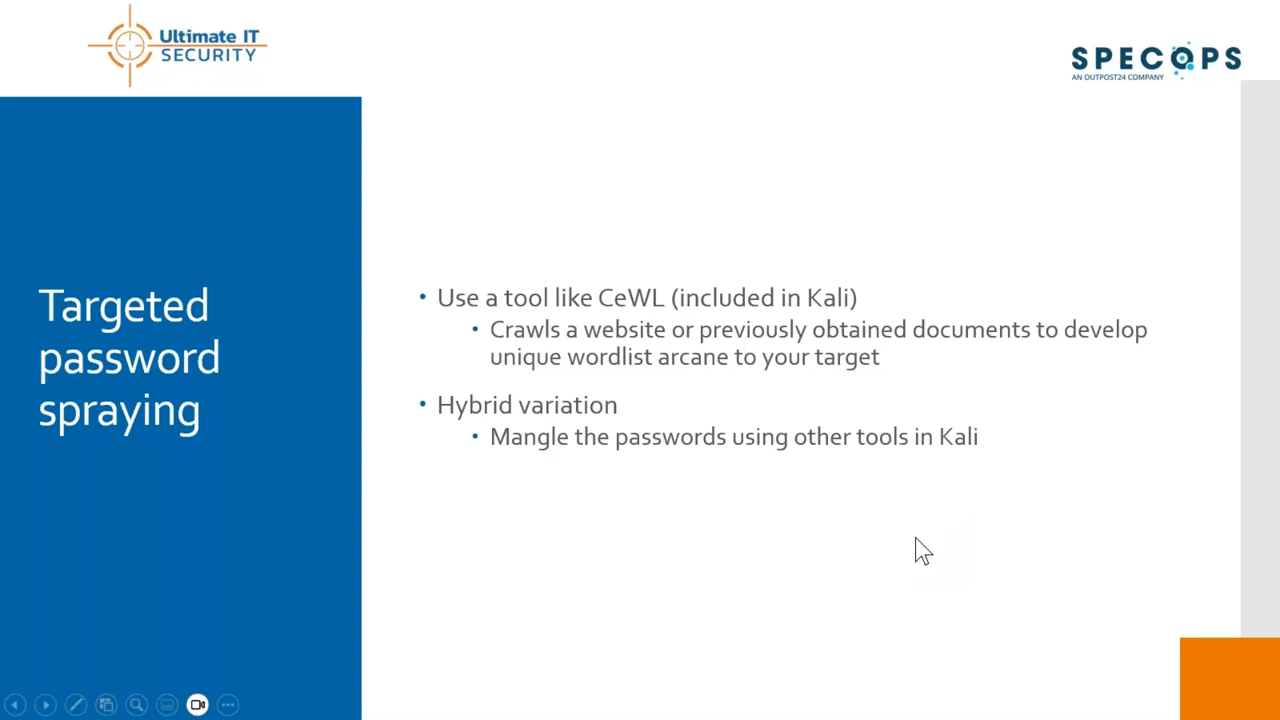 Ultimate IT
SECURITY
SPECOPS
AN OUTPOST24 COMPANY
Targeted
password
spraying
• Use a tool like CeWL (included in Kali)
• Crawls a website or previously obtained documents to develop
unique wordlist arcane to your target
• Hybrid variation
• Mangle the passwords using other tools in Kali